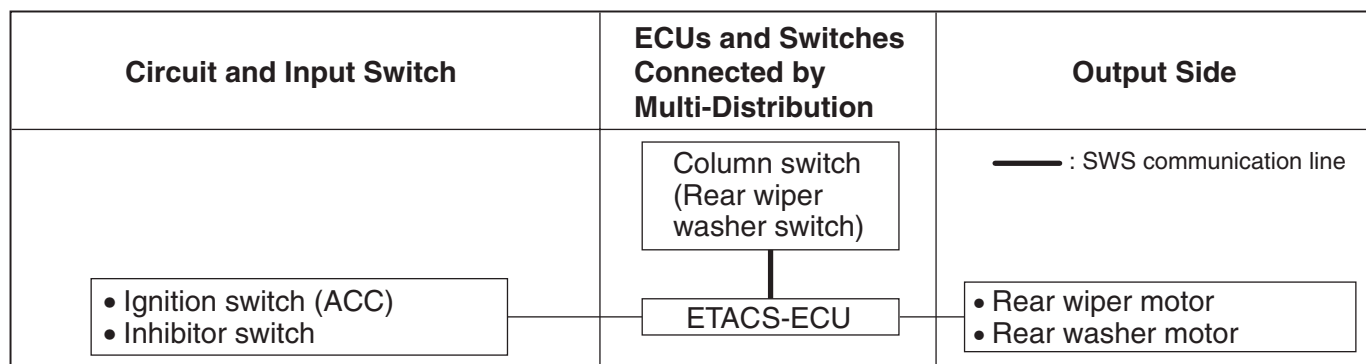 Circuit and Input Switch
ECUs and Switches
Connected by
Multi-Distribution
Output Side
Column switch
(Rear wiper
washer switch)
: SWS communication line
• Ignition switch (ACC)
• Inhibitor switch
ETACS-ECU
• Rear wiper motor
• Rear washer motor